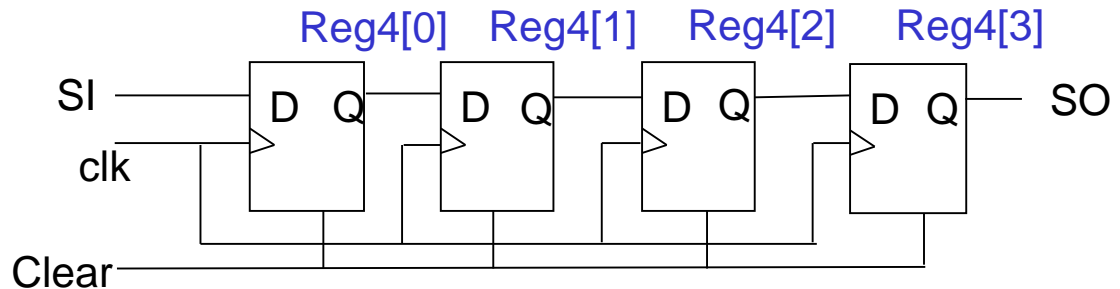 Reg4[0] Reg4[1] Reg4[2] Reg4[3]
SI D Q D Q D Q D Q SO
clk
Clear